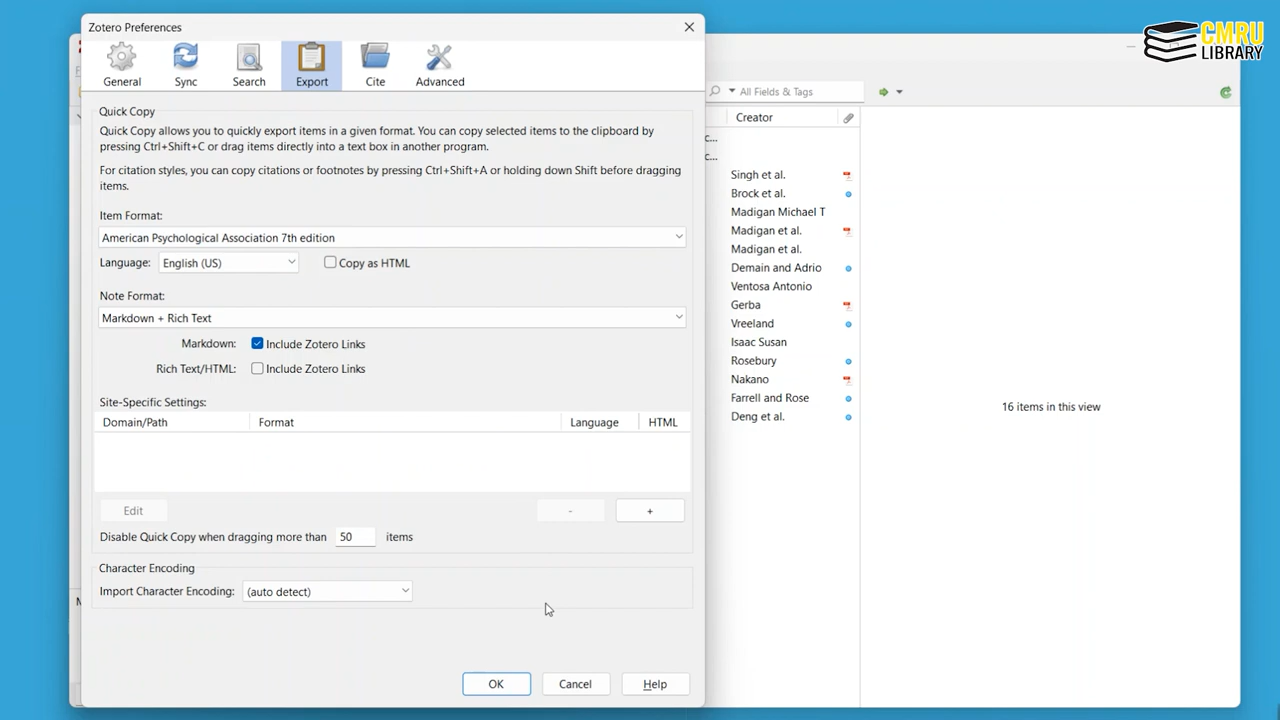 Zotero Preferences
CMRU
LIBRARY
General
Sync
Search
Export
Cite
Advanced
All Fields & Tags
Quick Copy
Creator
Quick Copy allows you to quickly export items in a given format. You can copy selected items to the clipboard by
pressing Ctrl+Shift+C or drag items directly into a text box in another program.
c...
c...
For citation styles, you can copy citations or footnotes by pressing Ctrl+Shift+A or holding down Shift before dragging
items.
Singh et al.
Brock et al.
Madigan Michael T
Madigan et al.
Madigan et al.
Demain and Adrio
Ventosa Antonio
Gerba
Vreeland
Isaac Susan
Rosebury
Nakano
Farrell and Rose
Deng et al.
Item Format:
American Psychological Association 7th edition
Language: English (US)
Copy as HTML
Note Format:
Markdown + Rich Text
Markdown: Include Zotero Links
Rich Text/HTML: Include Zotero Links
Site-Specific Settings:
Domain/Path Format Language HTML
16 items in this view
Edit - +
Disable Quick Copy when dragging more than 50 items
Character Encoding
Import Character Encoding: (auto detect)
OK Cancel Help